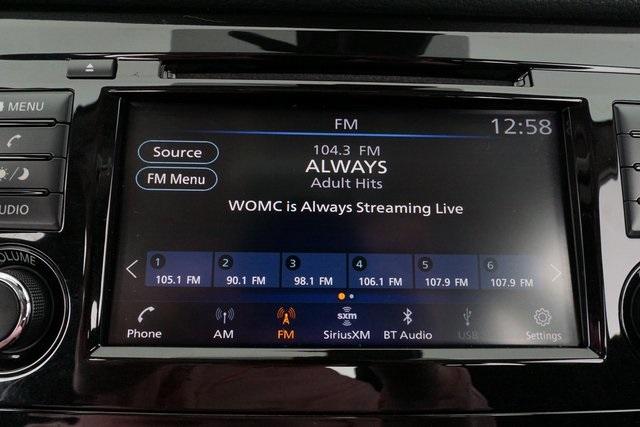 MENU
FM 12:58
Source
104.3 FM
ALWAYS
FM Menu
Adult Hits
WOMC is Always Streaming Live
AUDIO
1 2 3 4 5 6
105.1 FM 90.1 FM 98.1 FM 106.1 FM 107.9 FM 107.9 FM
VOLUME
sxm
Phone AM FM SiriusXM BT Audio USB Settings